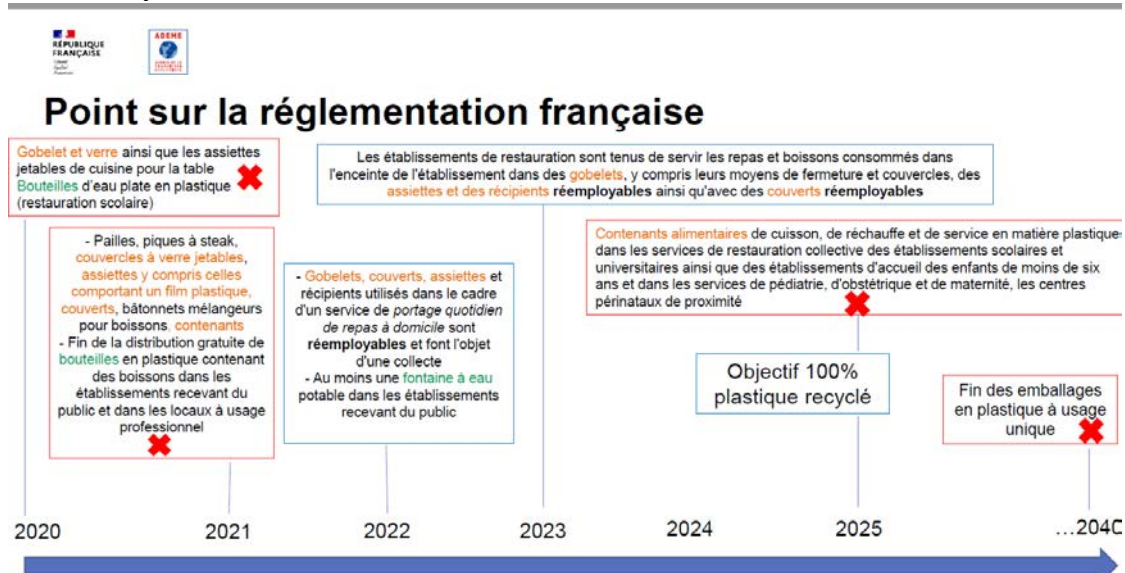 RÉPUBLIQUE
FRANÇAISE
ADEME
Point sur la réglementation française
Gobelet et verre ainsi que les assiettes
jetables de cuisine pour la table
Bouteilles d'eau plate en plastique
(restauration scolaire)
Les établissements de restauration sont tenus de servir les repas et boissons consommés dans
l'enceinte de l'établissement dans des gobelets, y compris leurs moyens de fermeture et couvercles, des
assiettes et des récipients réemployables ainsi qu'avec des couverts réemployables
- Pailles, piques à steak,
couvercles à verre jetables,
assiettes y compris celles
comportant un film plastique,
couverts, bâtonnets mélangeurs
pour boissons, contenants
- Fin de la distribution gratuite de
bouteilles en plastique contenant
des boissons dans les
établissements recevant du
public et dans les locaux à usage
professionnel
- Gobelets, couverts, assiettes et
récipients utilisés dans le cadre
d'un service de portage quotidien
de repas à domicile sont
réemployables et font l'objet
d'une collecte
- Au moins une fontaine à eau
potable dans les établissements
recevant du public
Contenants alimentaires de cuisson, de réchauffe et de service en matière plastique
dans les services de restauration collective des établissements scolaires et
universitaires ainsi que des établissements d'accueil des enfants de moins de six
ans et dans les services de pédiatrie, d'obstétrique et de maternité, les centres
périnataux de proximité
Objectif 100%
plastique recyclé
Fin des emballages
en plastique à usage
unique
2020 2021 2022 2023 2024 2025 ...2040